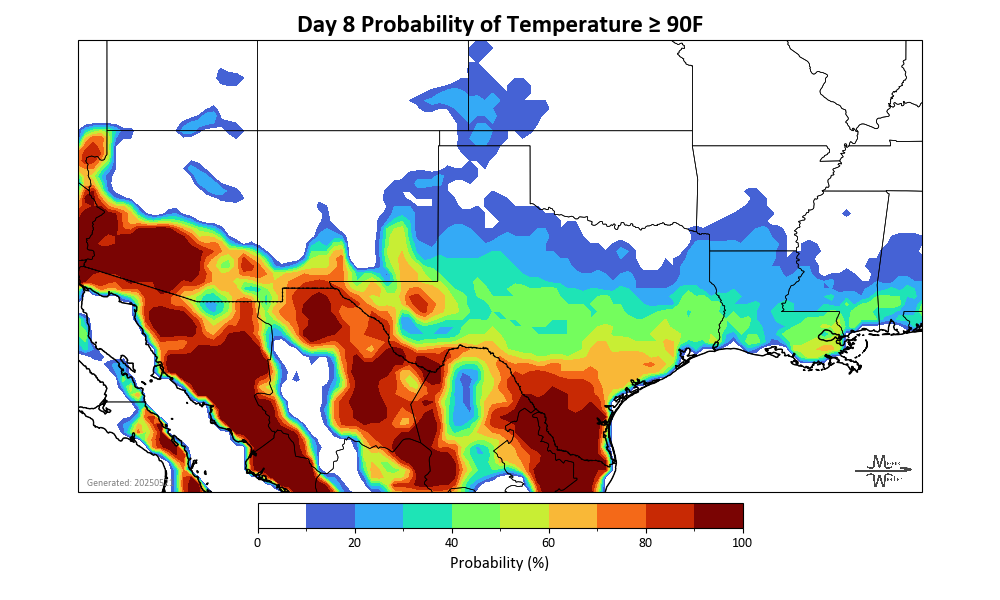 Day 8 Probability of Temperature ≥ 90F
Generated: 202505
0 20 40 60 80 100
Probability (%)